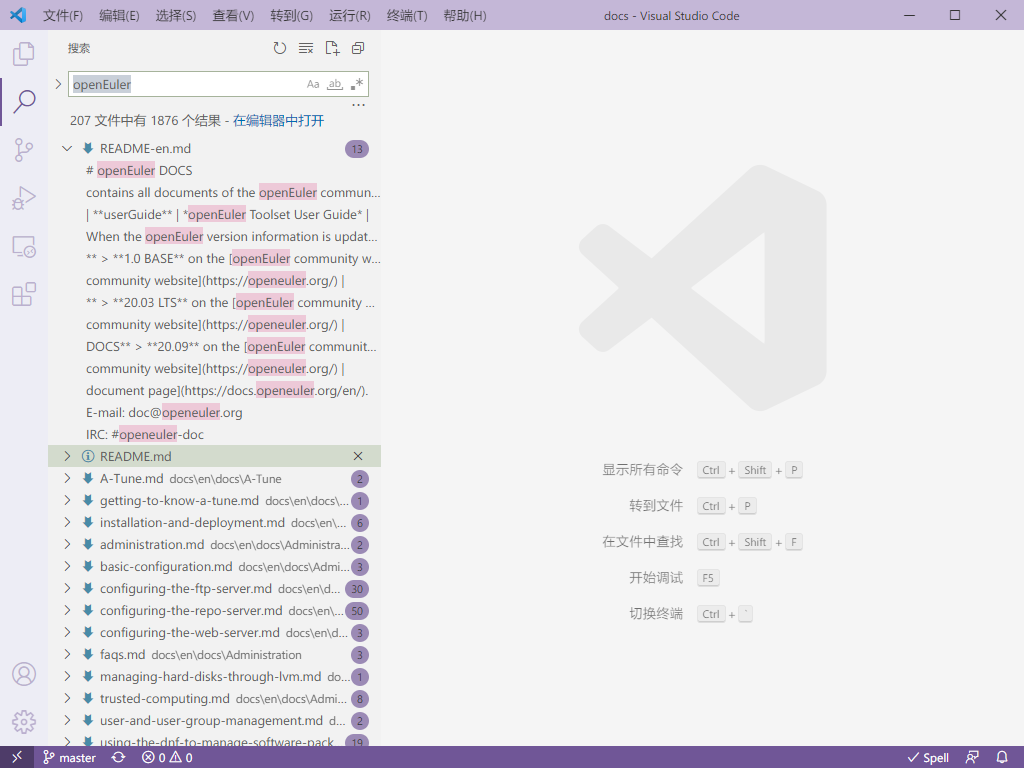 文件(F) 编辑(E) 选择(S) 查看(V) 转到(G) 运行(R) 终端(T) 帮助(H) docs - Visual Studio Code
搜索
openEuler Aa ab .*
207 文件中有 1876 个结果 - 在编辑器中打开
README-en.md 13
# openEuler DOCS
contains all documents of the openEuler commun...
| **userGuide** | *openEuler Toolset User Guide* |
When the openEuler version information is updat...
** > **1.0 BASE** on the [openEuler community w...
community website](https://openeuler.org/) |
** > **20.03 LTS** on the [openEuler community ...
community website](https://openeuler.org/) |
DOCS** > **20.09** on the [openEuler communit...
community website](https://openeuler.org/) |
document page](https://docs.openeuler.org/en/).
E-mail: doc@openeuler.org
IRC: #openeuler-doc
README.md
A-Tune.md docs\en\docs\A-Tune 2
getting-to-know-a-tune.md docs\en\docs\... 1
installation-and-deployment.md docs\en\... 6
administration.md docs\en\docs\Administra... 2
basic-configuration.md docs\en\docs\Admi... 3
configuring-the-ftp-server.md docs\en\d... 30
configuring-the-repo-server.md docs\en\... 50
configuring-the-web-server.md docs\en\d... 3
faqs.md docs\en\docs\Administration 3
managing-hard-disks-through-lvm.md do... 1
trusted-computing.md docs\en\docs\Admi... 8
user-and-user-group-management.md d... 2
using-the-dnf-to-manage-software-pack... 19
显示所有命令 Ctrl + Shift + P
转到文件 Ctrl + P
在文件中查找 Ctrl + Shift + F
开始调试 F5
切换终端 Ctrl + `
master 0 0 Spell